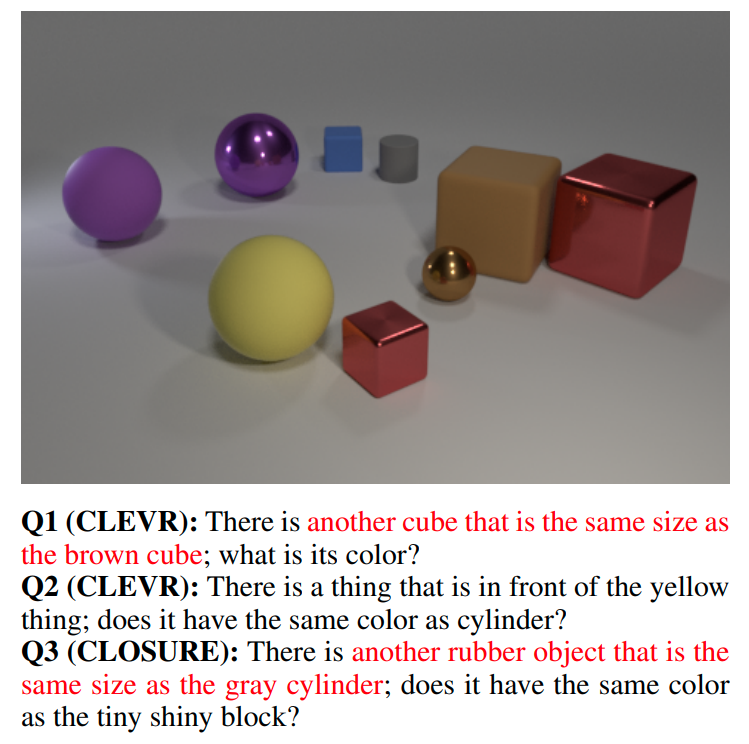 Q1 (CLEVR): There is another cube that is the same size as
the brown cube; what is its color?
Q2 (CLEVR): There is a thing that is in front of the yellow
thing; does it have the same color as cylinder?
Q3 (CLOSURE): There is another rubber object that is the
same size as the gray cylinder; does it have the same color
as the tiny shiny block?